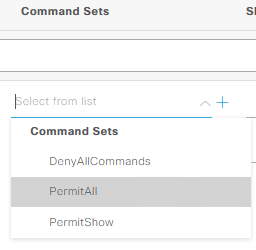 Command Sets
Select from list
Command Sets
DenyAllCommands
PermitAll
PermitShow